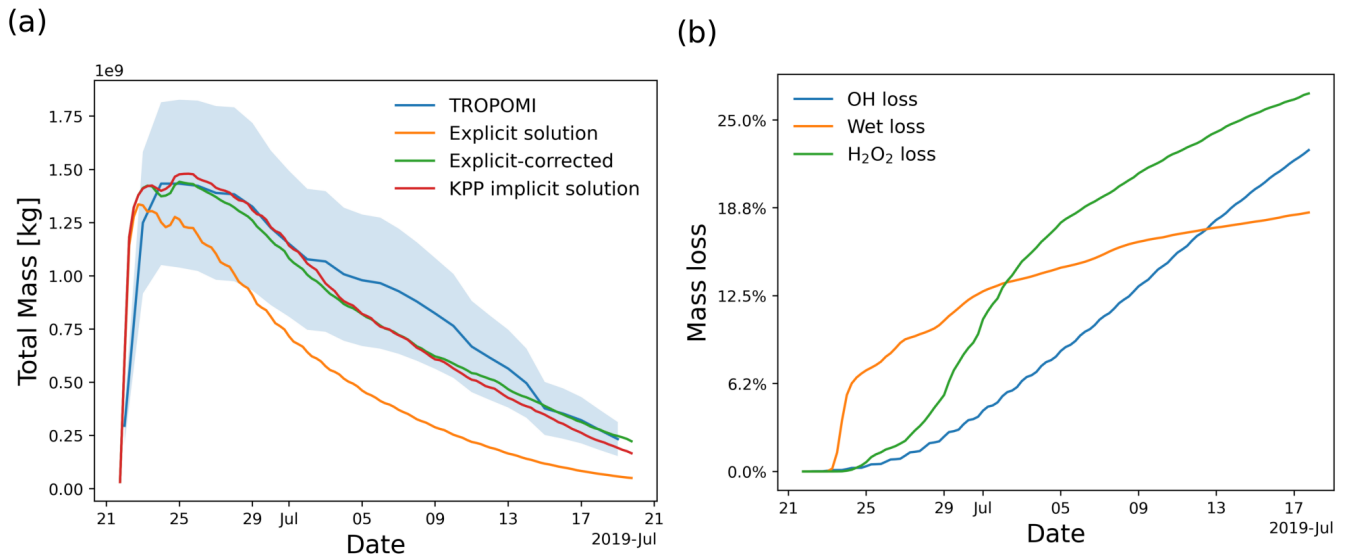 (a)
1e9
Total Mass [kg]
1.75
1.50
1.25
1.00
0.75
0.50
0.25
0.00
TROPOMI
Explicit solution
Explicit-corrected
KPP implicit solution
21 25 29 Jul 05 09 13 17 21
2019-Jul
Date
(b)
Mass loss
25.0%
18.8%
12.5%
6.2%
0.0%
OH loss
Wet loss
H₂O₂ loss
21 25 29 Jul 05 09 13 17
2019-Jul
Date